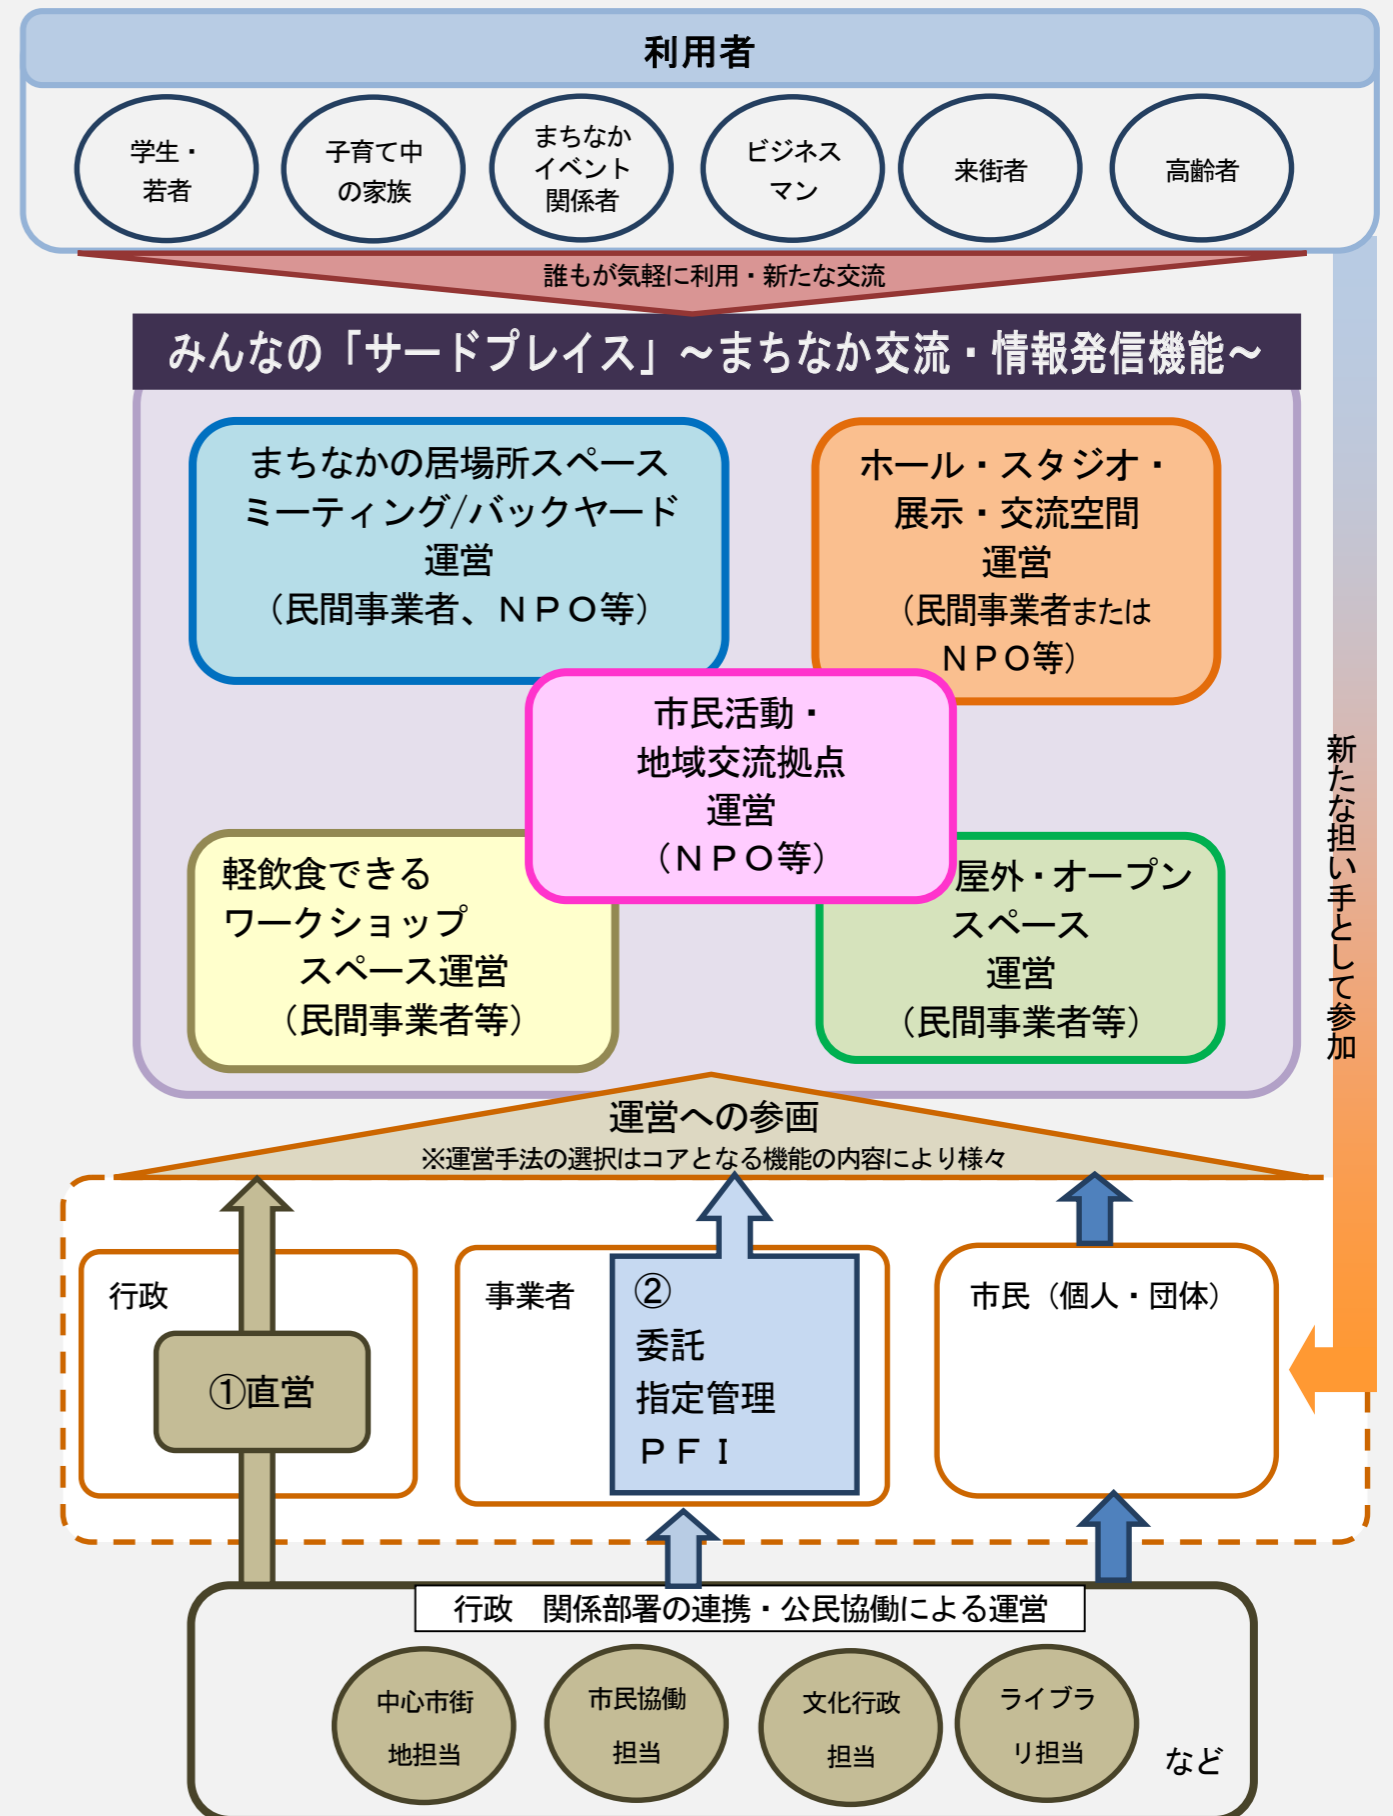 利用者
学生・
若者
子育て中
の家族
まちなか
イベント
関係者
ビジネス
マン
来街者
高齢者
誰もが気軽に利用・新たな交流
みんなの「サードプレイス」～まちなか交流・情報発信機能～
まちなかの居場所スペース
ミーティング/バックヤード
運営
（民間事業者、ＮＰＯ等）
ホール・スタジオ・
展示・交流空間
運営
（民間事業者または
ＮＰＯ等）
市民活動・
地域交流拠点
運営
（ＮＰＯ等）
軽飲食できる
ワークショップ
スペース運営
（民間事業者等）
屋外・オープン
スペース
運営
（民間事業者等）
新たな担い手として参加
運営への参画
※運営手法の選択はコアとなる機能の内容により様々
行政
①直営
事業者
②
委託
指定管理
ＰＦＩ
市民（個人・団体）
行政　関係部署の連携・公民協働による運営
中心市街
地担当
市民協働
担当
文化行政
担当
ライブラ
リ担当
など